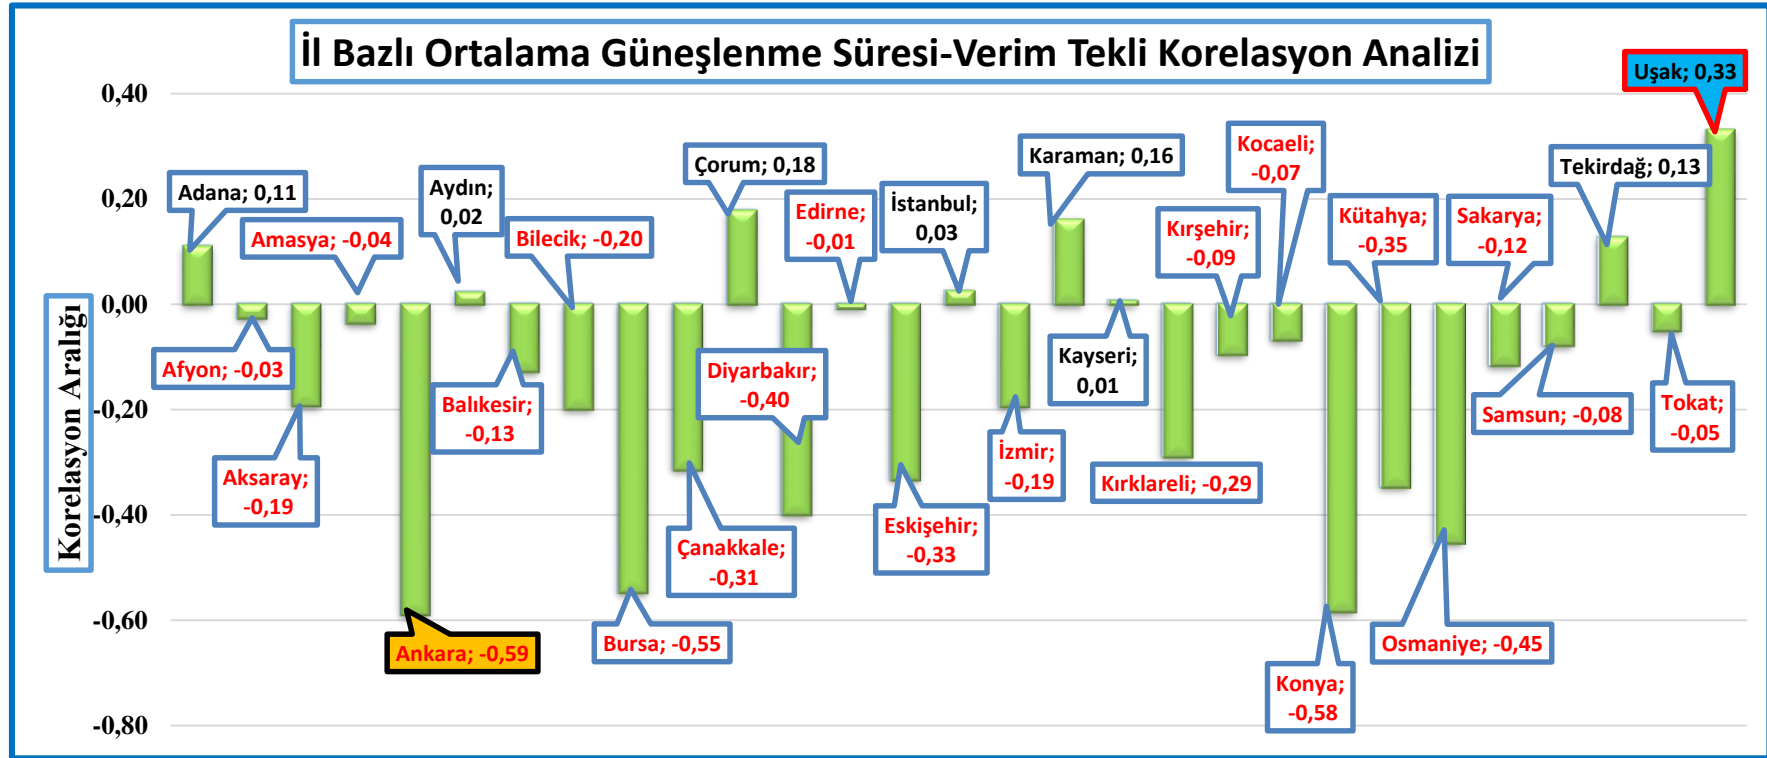 İl Bazlı Ortalama Güneşlenme Süresi-Verim Tekli Korelasyon Analizi
Korelasyon Aralığı
0,40
0,20
0,00
-0,20
-0,40
-0,60
-0,80
Adana; 0,11
Afyon; -0,03
Aksaray;
-0,19
Amasya; -0,04
Ankara; -0,59
Aydın;
0,02
Balıkesir;
-0,13
Bilecik; -0,20
Bursa; -0,55
Çanakkale;
-0,31
Çorum; 0,18
Diyarbakır;
-0,40
Edirne;
-0,01
Eskişehir;
-0,33
İstanbul;
0,03
İzmir;
-0,19
Karaman; 0,16
Kayseri;
0,01
Kırklareli; -0,29
Kırşehir;
-0,09
Kocaeli;
-0,07
Konya;
-0,58
Kütahya;
-0,35
Osmaniye; -0,45
Sakarya;
-0,12
Samsun; -0,08
Tekirdağ; 0,13
Tokat;
-0,05
Uşak; 0,33